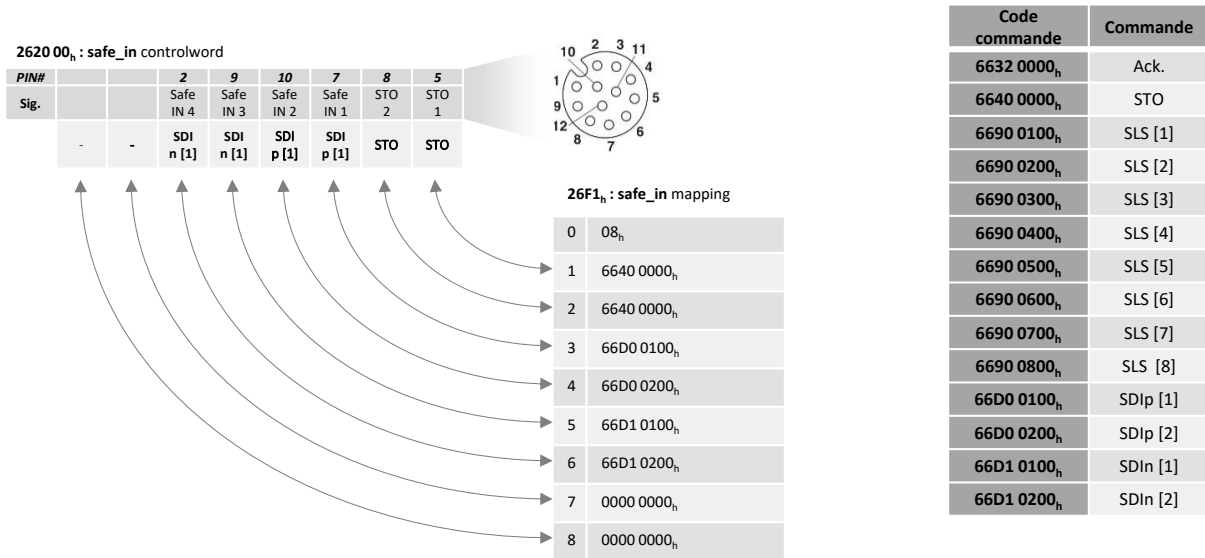 2620 00h : safe_in controlword
PIN# 2 9 10 7 8 5
Sig. Safe IN 4 Safe IN 3 Safe IN 2 Safe IN 1 STO 2 STO 1
- - SDI n [1] SDI n [1] SDI p [1] SDI p [1] STO STO
10 2 3 11
1 4
9 5
12 6
8 7
26F1h : safe_in mapping
0 08h
1 6640 0000h
2 6640 0000h
3 66D0 0100h
4 66D0 0200h
5 66D1 0100h
6 66D1 0200h
7 0000 0000h
8 0000 0000h
Code commande Commande
6632 0000h Ack.
6640 0000h STO
6690 0100h SLS [1]
6690 0200h SLS [2]
6690 0300h SLS [3]
6690 0400h SLS [4]
6690 0500h SLS [5]
6690 0600h SLS [6]
6690 0700h SLS [7]
6690 0800h SLS [8]
66D0 0100h SDIp [1]
66D0 0200h SDIp [2]
66D1 0100h SDIn [1]
66D1 0200h SDIn [2]